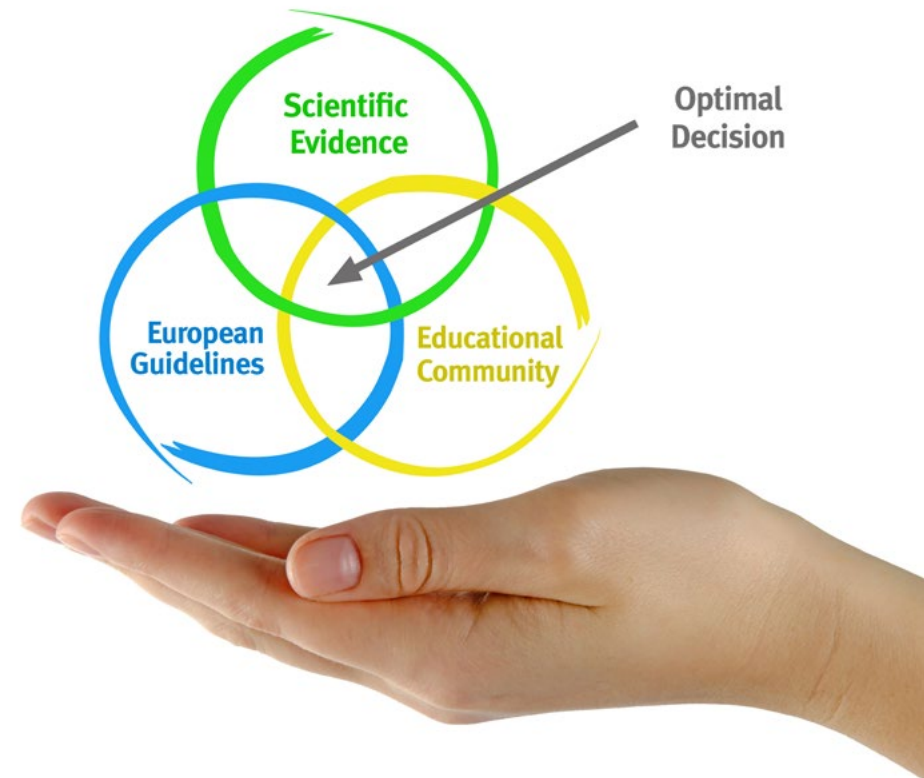 Scientific
Evidence
Optimal
Decision
European
Guidelines
Educational
Community